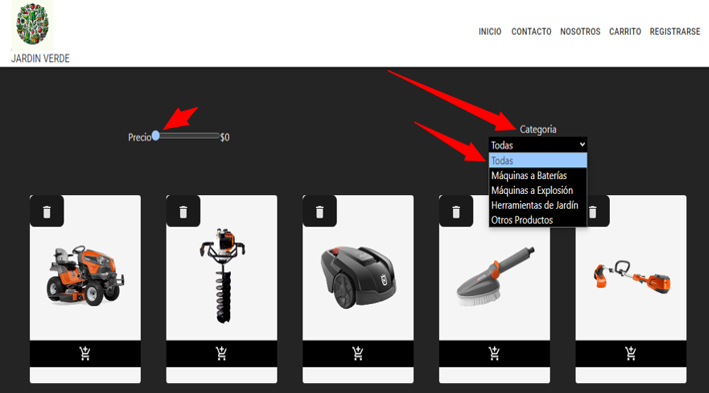 JARDIN VERDE
INICIO CONTACTO NOSOTROS CARRITO REGISTRARSE
Precio $0
Categoria
Todas
Todas
Máquinas a Baterías
Máquinas a Explosión
Herramientas de Jardín
Otros Productos